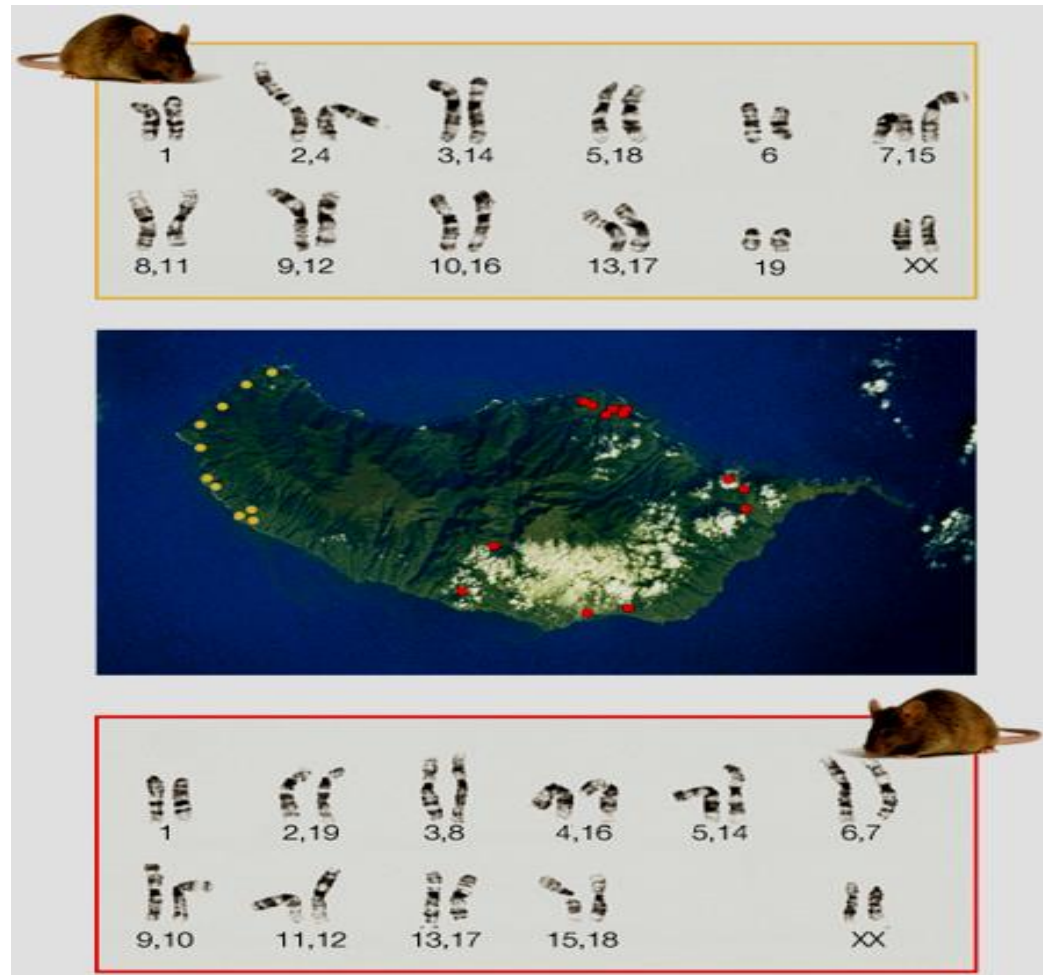 1 2,4 3,14 5,18 6 7,15
8,11 9,12 10,16 13,17 19 XX
1 2,19 3,8 4,16 5,14 6,7
9,10 11,12 13,17 15,18 XX